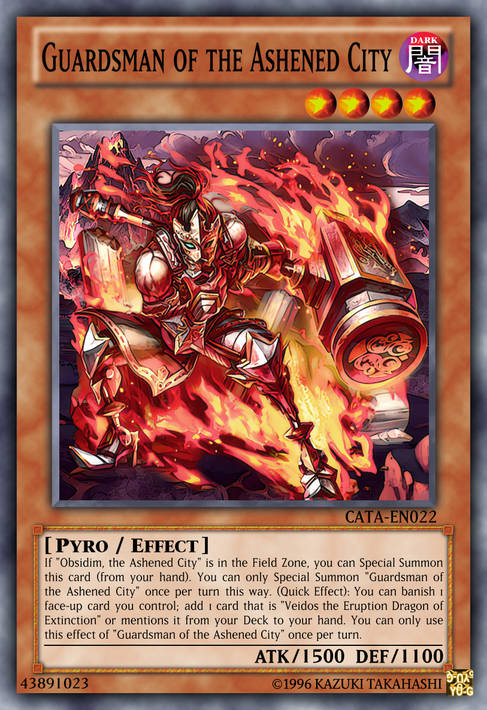 GUARDSMAN OF THE ASHENED CITY
DARK
闇
CATA-EN022
[ PYRO / EFFECT ]
If "Obsidim, the Ashened City" is in the Field Zone, you can Special Summon
this card (from your hand). You can only Special Summon "Guardsman of
the Ashened City" once per turn this way. (Quick Effect): You can banish 1
face-up card you control; add 1 card that is "Veidos the Eruption Dragon of
Extinction" or mentions it from your Deck to your hand. You can only use
this effect of "Guardsman of the Ashened City" once per turn.
ATK/1500 DEF/1100
43891023
©1996 KAZUKI TAKAHASHI